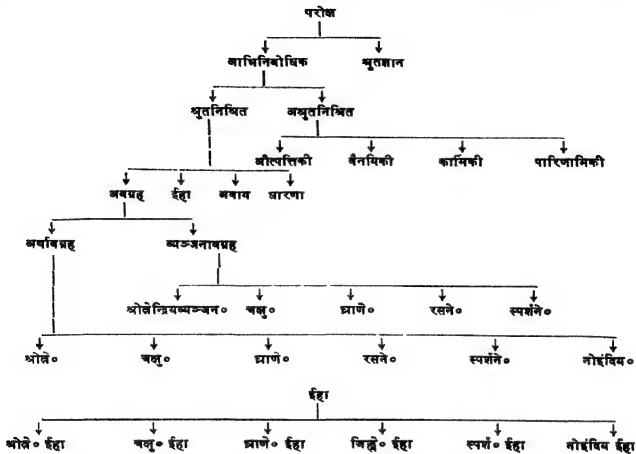 परोक्ष
आभिनिबोधिक श्रुतज्ञान
श्रुतनिश्रित अश्रुतनिश्रित
औत्पत्तिकी वैनयिकी कार्मिकी पारिणामिकी
अवग्रह ईहा अवाय धारणा
अर्थावग्रह व्यञ्जनावग्रह
श्रोत्रेन्द्रियव्यञ्जन० चक्षु० घ्राणे० रसने० स्पर्शने०
श्रोत्रे० चक्षु० घ्राणे० रसने० स्पर्शने० नोइंदिय०
ईहा
श्रोत्रे० ईहा चक्षु० ईहा घ्राणे० ईहा जिह्वे० ईहा स्पर्श० ईहा नोइंदिय ईहा